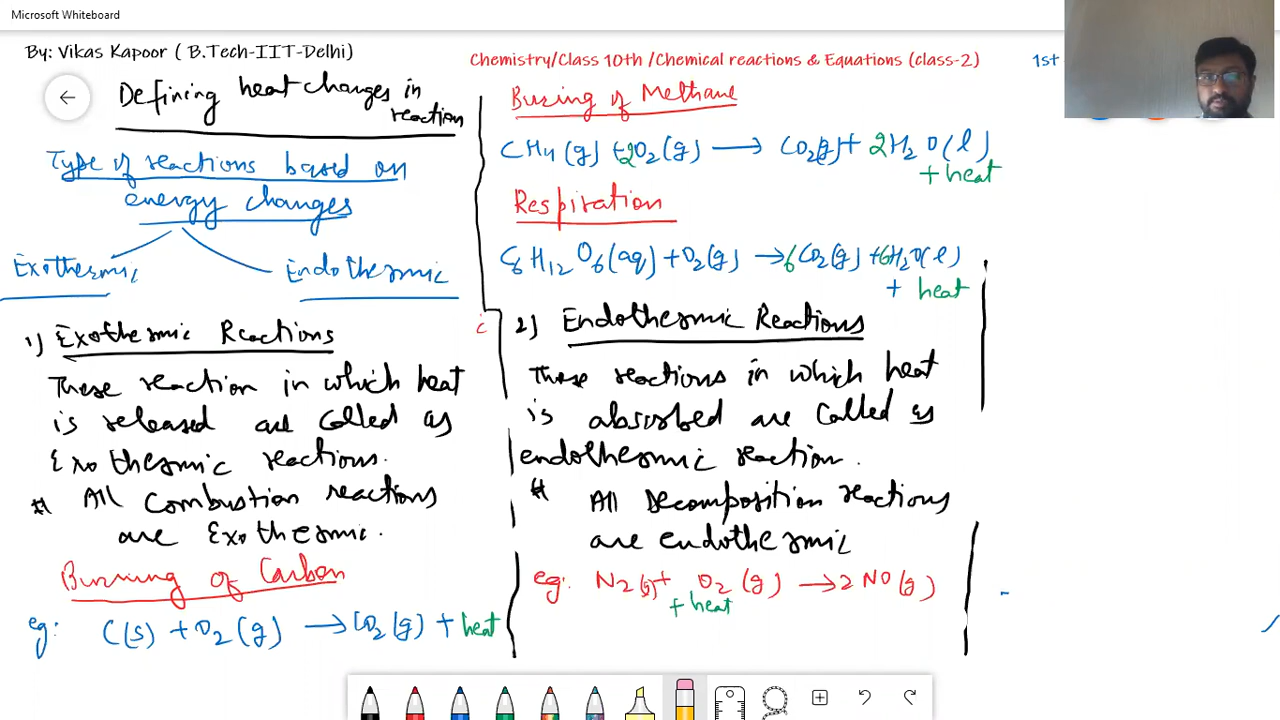 Microsoft Whiteboard
By: Vikas Kapoor ( B.Tech-IIT-Delhi)
Chemistry/Class 10th /Chemical reactions & Equations (class-2)
1st
Defining heat changes in
reaction
Type of reactions based on
energy changes
Exothermic
Endothermic
1) Exothermic Reactions
These reaction in which heat
is released are called as
Exothermic reactions.
# All Combustion reactions
are Exothermic.
Burning of Carbon
eg: C(s) + O2(g) → CO2(g) + heat
Buring of Methane
CH4(g) + 2O2(g) → CO2(g) + 2H2O(l)
+ heat
Respiration
C6H12O6(aq) + O2(g) → 6CO2(g) + 6H2O(l)
+ heat
2) Endothermic Reactions
These reactions in which heat
is absorbed are called as
endothermic reaction.
# All Decomposition reactions
are endothermic
eg: N2(g) + O2(g) → 2NO(g)
+ heat